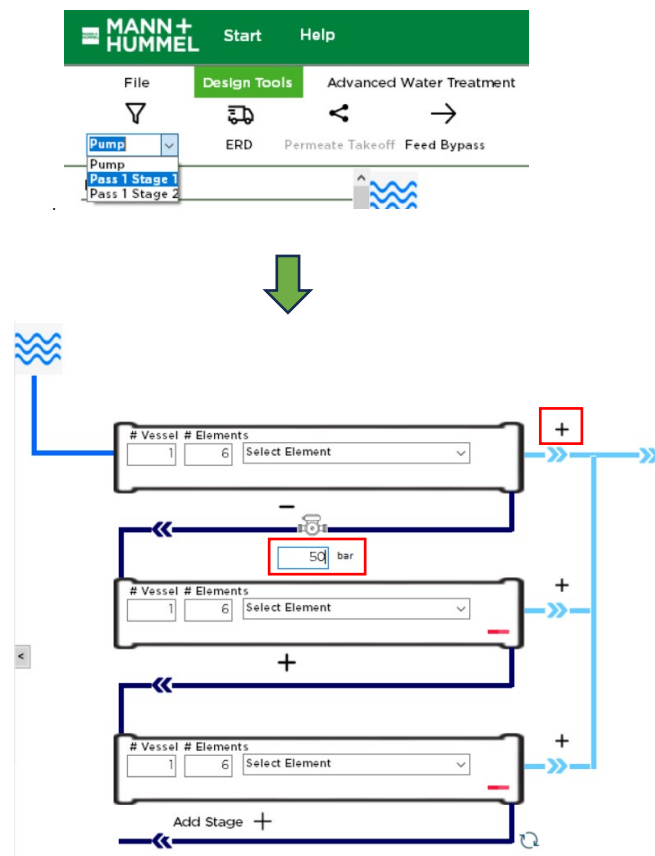 MANN+
HUMMEL
Start Help
File Design Tools Advanced Water Treatment
Pump ERD Permeate Takeoff Feed Bypass
Pump
Pass 1 Stage 1
Pass 1 Stage 2
+
# Vessel # Elements
1 6 Select Element
−
50 bar
+
# Vessel # Elements
1 6 Select Element
<
+
+
# Vessel # Elements
1 6 Select Element
Add Stage +